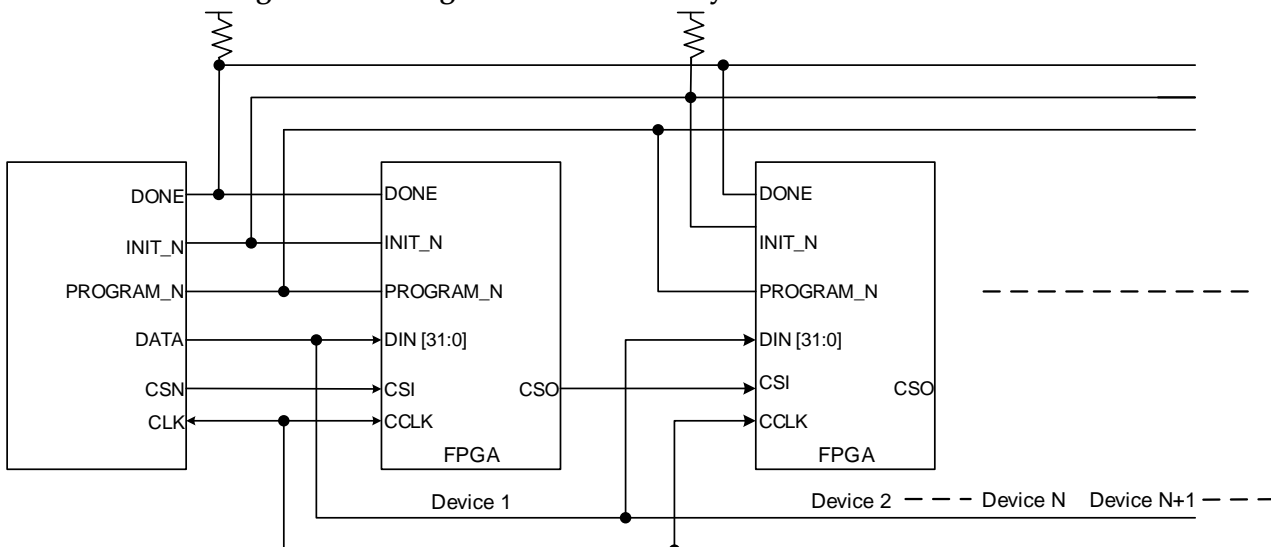 DONE
INIT_N
PROGRAM_N
DATA
CSN
CLK
DONE
INIT_N
PROGRAM_N
DIN [31:0]
CSI
CSO
CCLK
FPGA
Device 1
DONE
INIT_N
PROGRAM_N
DIN [31:0]
CSI
CSO
CCLK
FPGA
Device 2
Device N
Device N+1